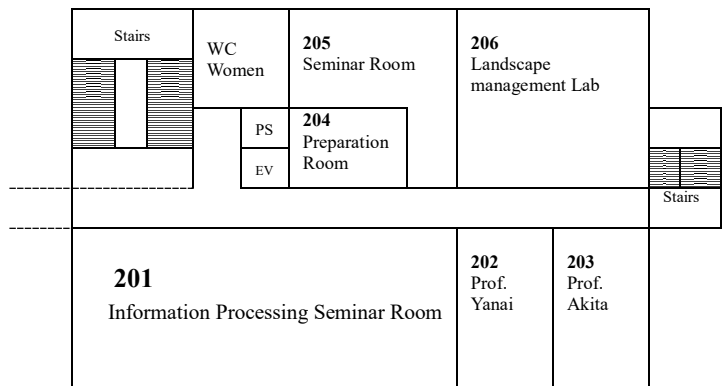 Stairs
WC
Women
205
Seminar Room
206
Landscape
management Lab
PS
EV
204
Preparation
Room
Stairs
201
Information Processing Seminar Room
202
Prof.
Yanai
203
Prof.
Akita